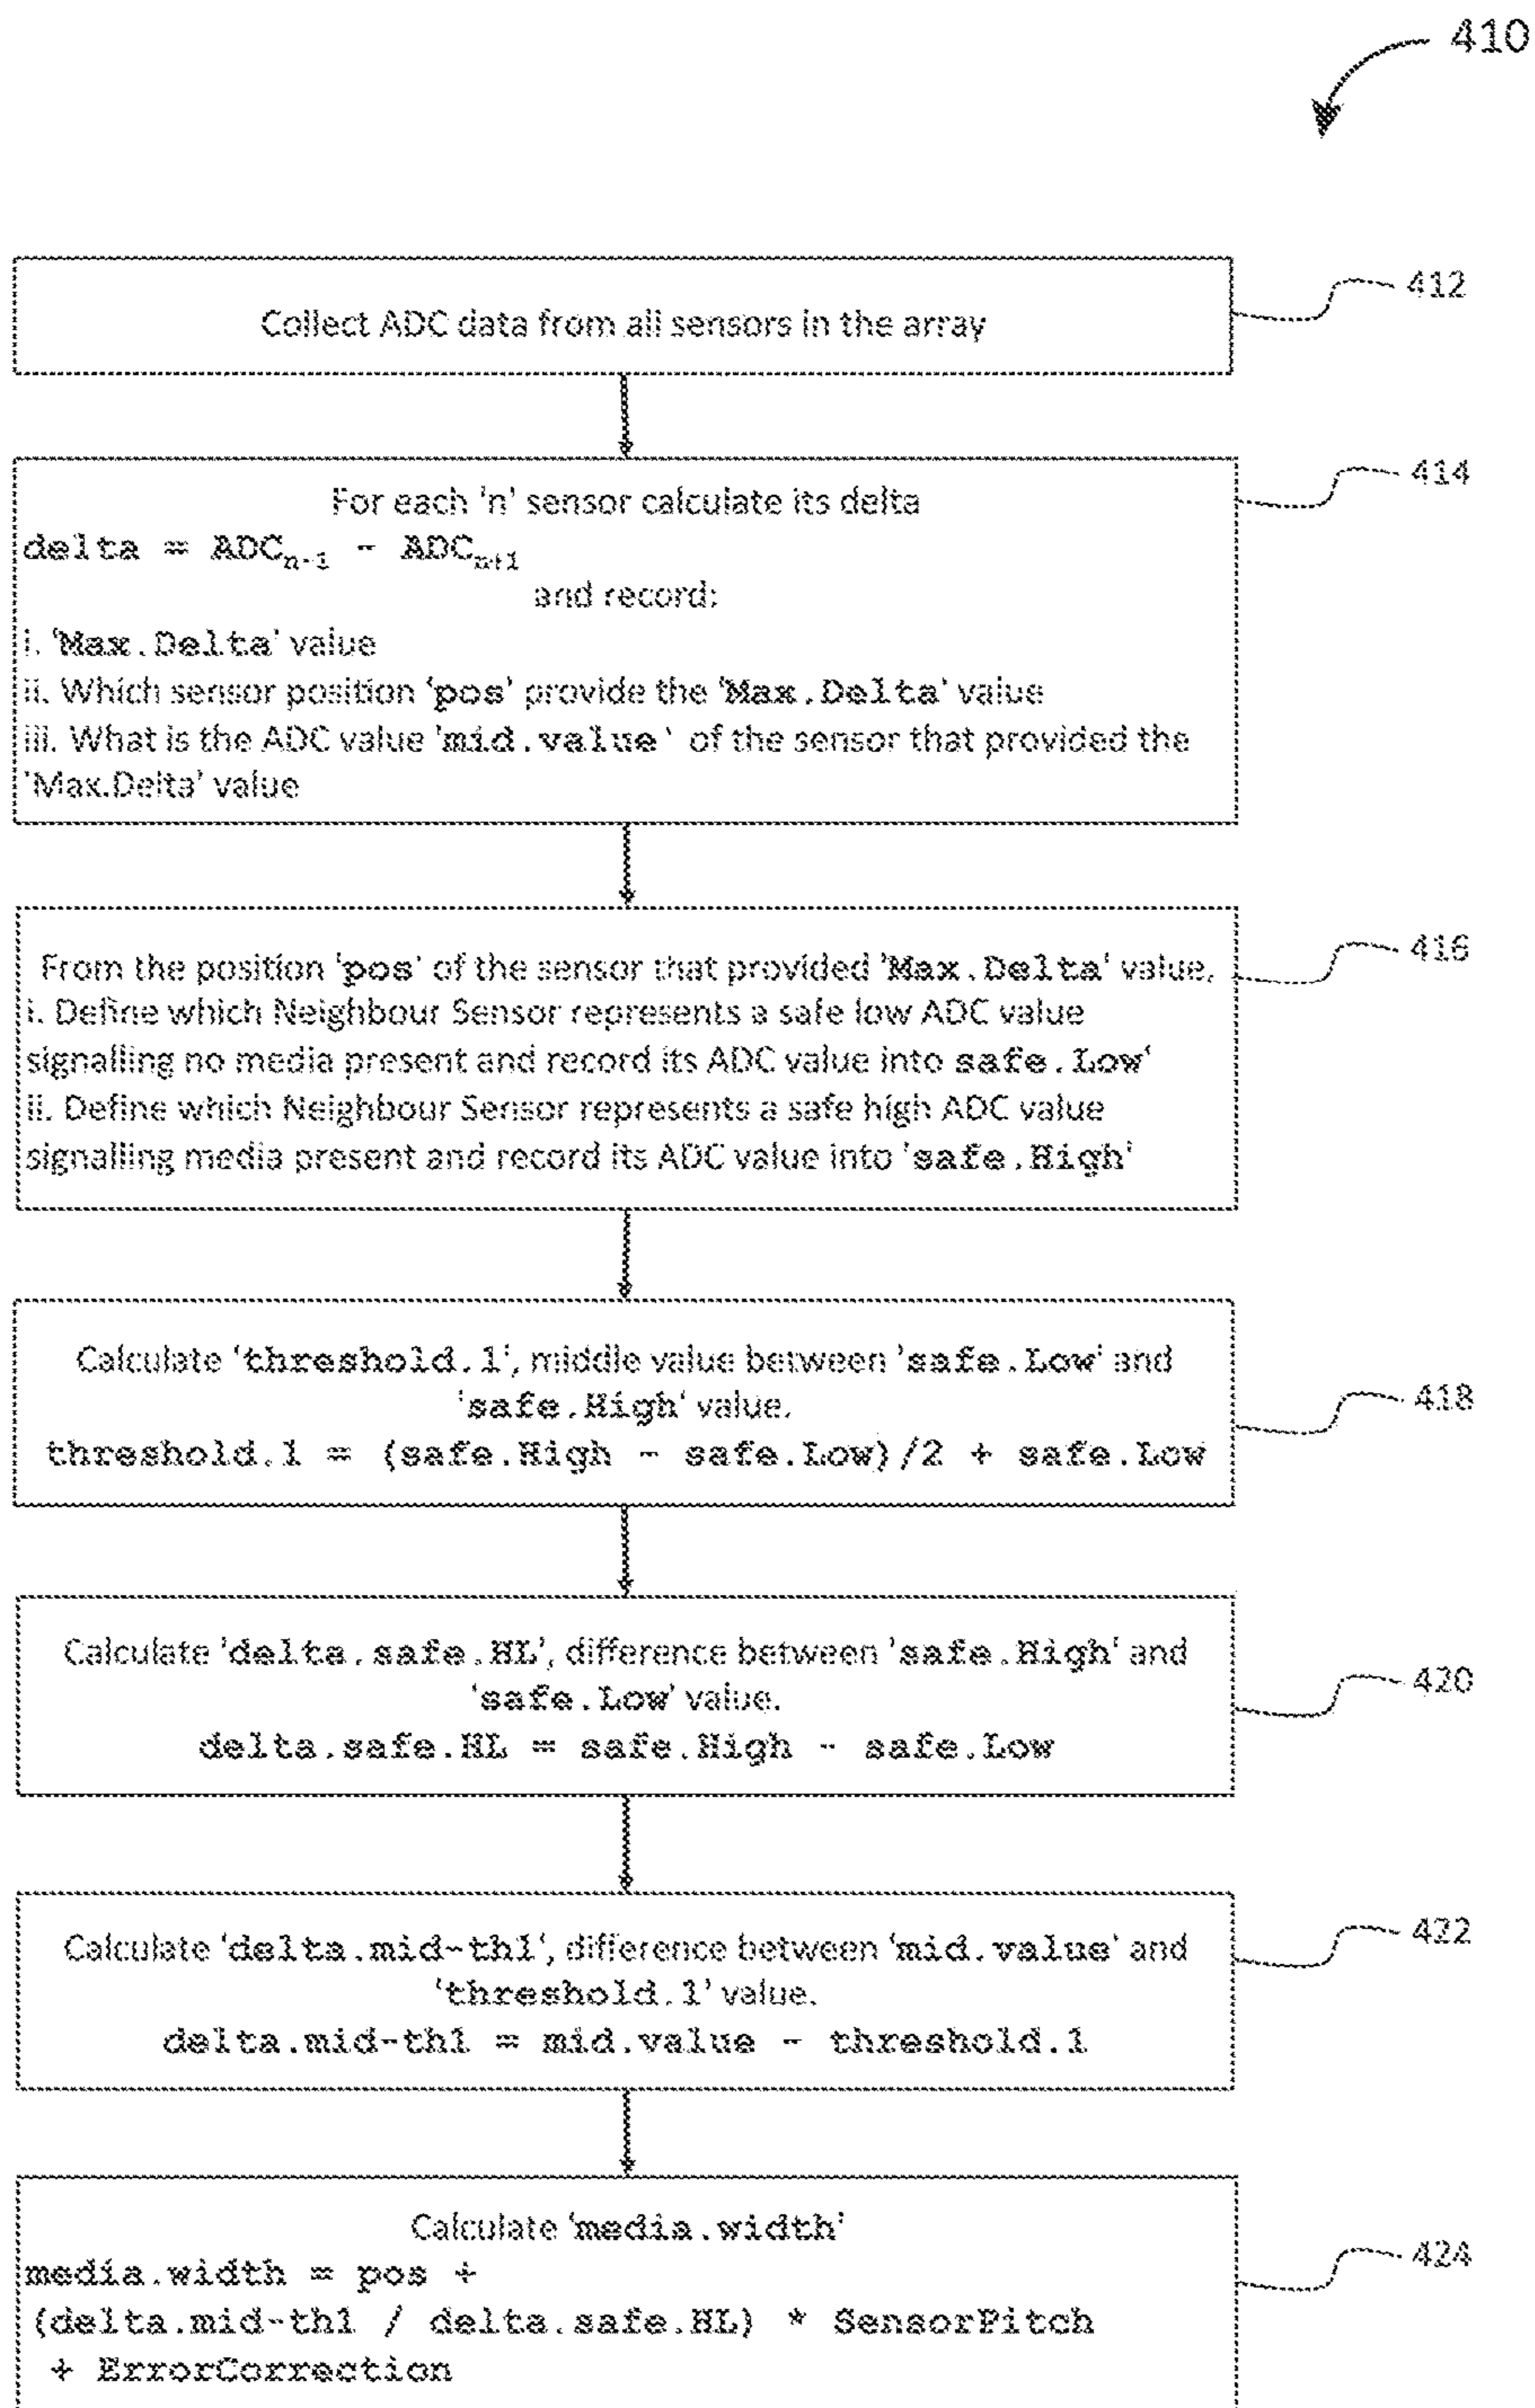 410
Collect ADC data from all sensors in the array
412
For each 'n' sensor calculate its delta
414
delta = ADCn-1 - ADCn+1
and record:
i. 'Max.Delta' value
ii. Which sensor position 'pos' provide the 'Max.Delta' value
iii. What is the ADC value 'mid.value' of the sensor that provided the
'Max.Delta' value
From the position 'pos' of the sensor that provided 'Max.Delta' value,
416
i. Define which Neighbour Sensor represents a safe low ADC value
signalling no media present and record its ADC value into safe.Low'
ii. Define which Neighbour Sensor represents a safe high ADC value
signalling media present and record its ADC value into 'safe.High'
Calculate 'threshold.1', middle value between 'safe.Low' and
'safe.High' value.
418
threshold.1 = (safe.High - safe.Low)/2 + safe.Low
Calculate 'delta.safe.HL', difference between 'safe.High' and
420
'safe.Low' value.
delta.safe.HL = safe.High - safe.Low
Calculate 'delta.mid-th1', difference between 'mid.value' and
422
'threshold.1' value.
delta.mid-th1 = mid.value - threshold.1
Calculate 'media.width'
424
media.width = pos +
(delta.mid-th1 / delta.safe.HL) * SensorPitch
+ ErrorCorrection